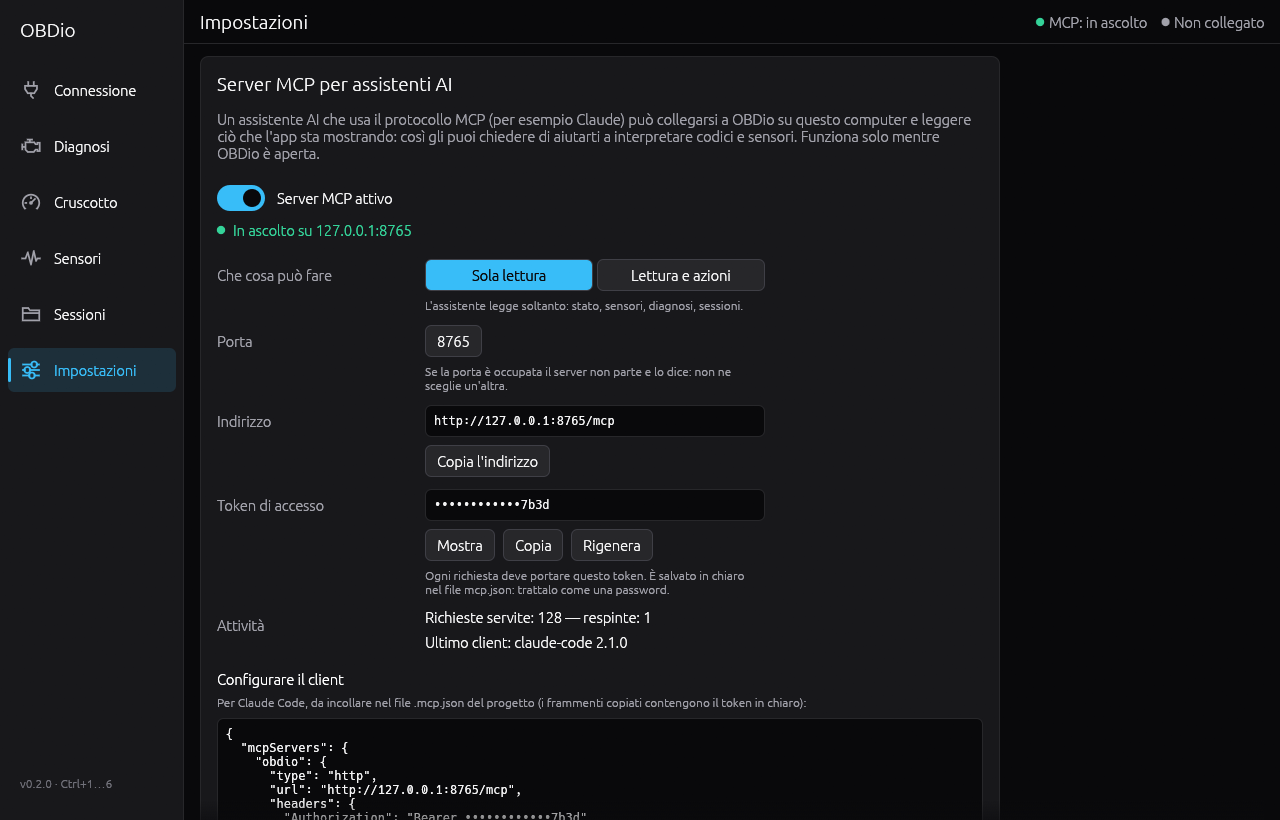 OBDio
Impostazioni
MCP: in ascolto
Non collegato
Connessione
Diagnosi
Cruscotto
Sensori
Sessioni
Impostazioni
v0.2.0 · Ctrl+1…6
Server MCP per assistenti AI
Un assistente AI che usa il protocollo MCP (per esempio Claude) può collegarsi a OBDio su questo computer e leggere
ciò che l'app sta mostrando: così gli puoi chiedere di aiutarti a interpretare codici e sensori. Funziona solo mentre
OBDio è aperta.
Server MCP attivo
In ascolto su 127.0.0.1:8765
Che cosa può fare
Sola lettura
Lettura e azioni
L'assistente legge soltanto: stato, sensori, diagnosi, sessioni.
Porta
8765
Se la porta è occupata il server non parte e lo dice: non ne
sceglie un'altra.
Indirizzo
http://127.0.0.1:8765/mcp
Copia l'indirizzo
Token di accesso
••••••••••••7b3d
Mostra
Copia
Rigenera
Ogni richiesta deve portare questo token. È salvato in chiaro
nel file mcp.json: trattalo come una password.
Attività
Richieste servite: 128 — respinte: 1
Ultimo client: claude-code 2.1.0
Configurare il client
Per Claude Code, da incollare nel file .mcp.json del progetto (i frammenti copiati contengono il token in chiaro):
{
"mcpServers": {
"obdio": {
"type": "http",
"url": "http://127.0.0.1:8765/mcp",
"headers": {
"Authorization": "Bearer ••••••••••••7b3d"